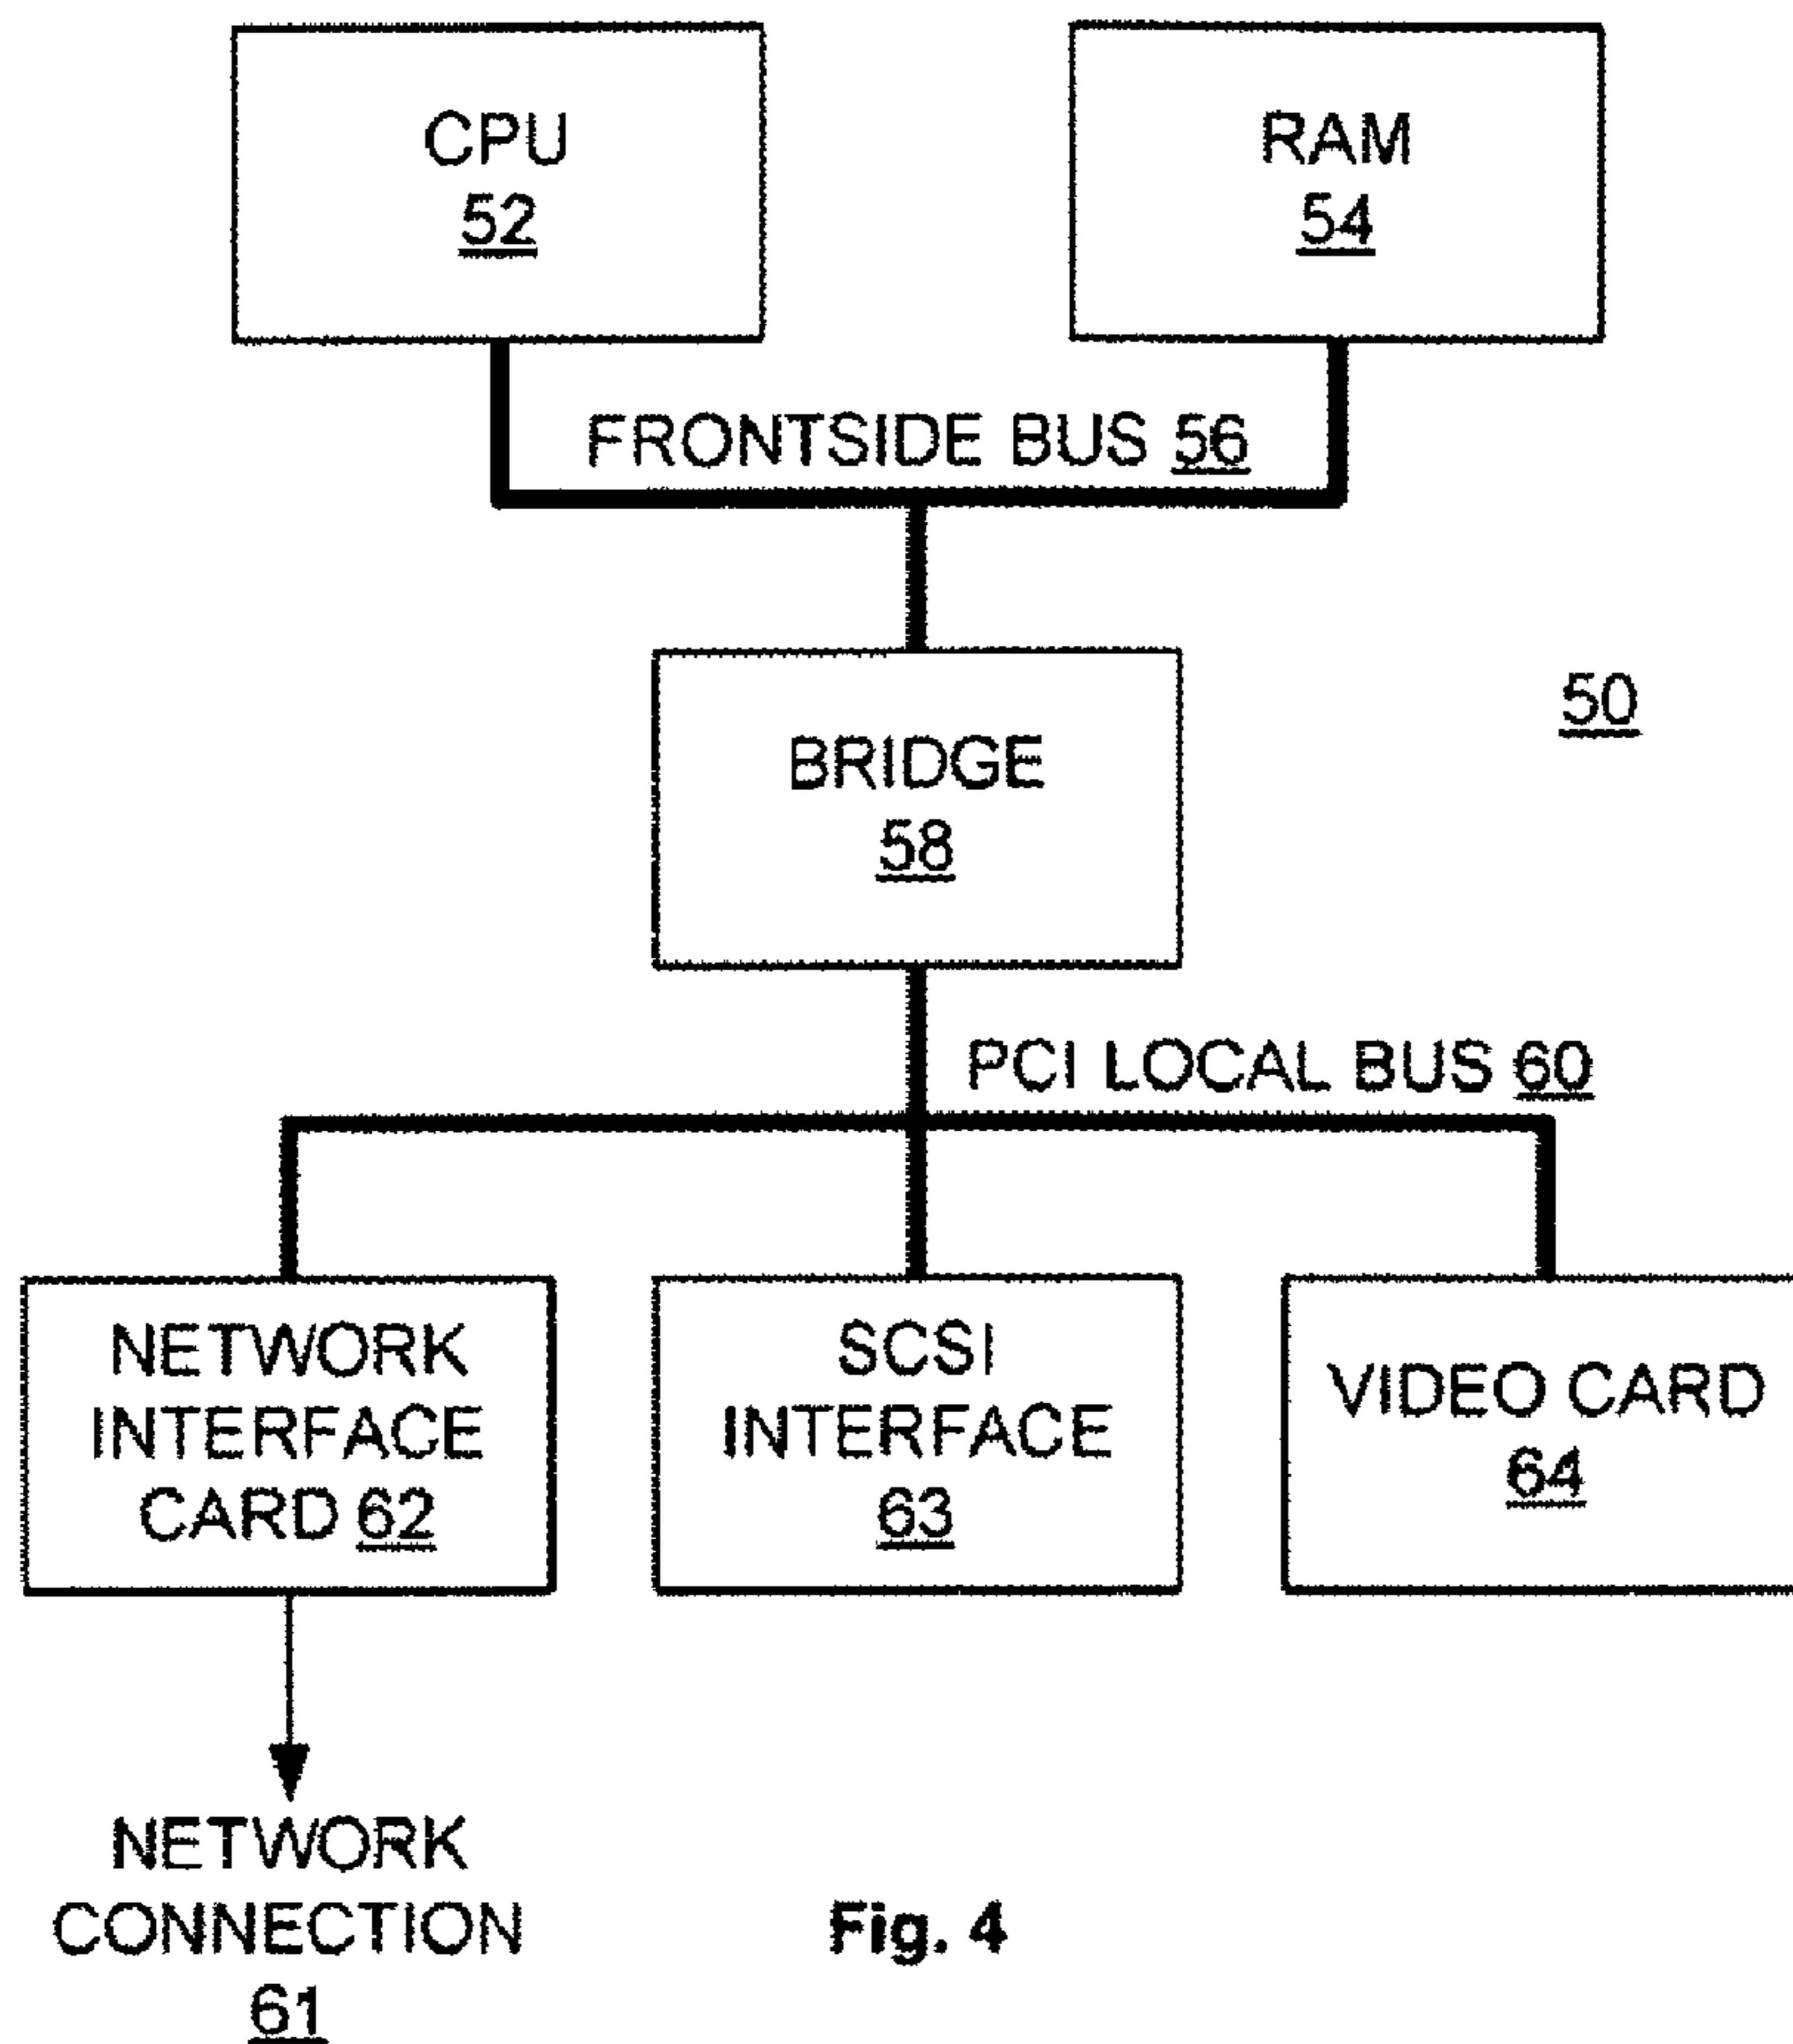 CPU
52
RAM
54
FRONTSIDE BUS 56
BRIDGE
58
50
PCI LOCAL BUS 60
NETWORK
INTERFACE
CARD 62
SCSI
INTERFACE
63
VIDEO CARD
64
NETWORK
CONNECTION
61
Fig. 4